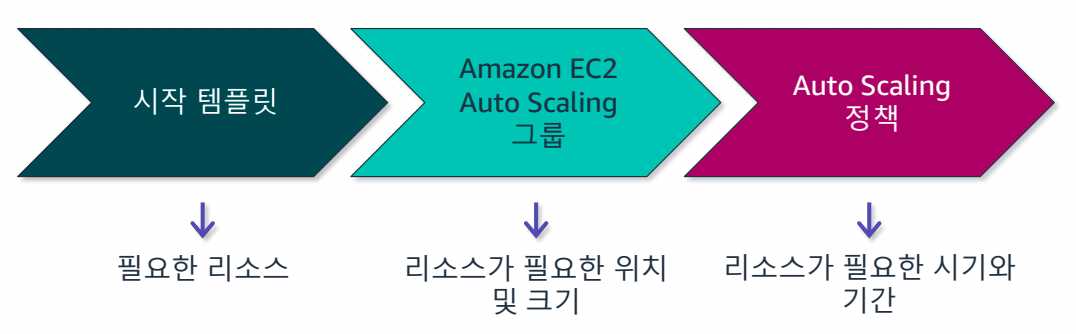 시작 템플릿
Amazon EC2
Auto Scaling
그룹
Auto Scaling
정책
필요한 리소스
리소스가 필요한 위치
및 크기
리소스가 필요한 시기와
기간